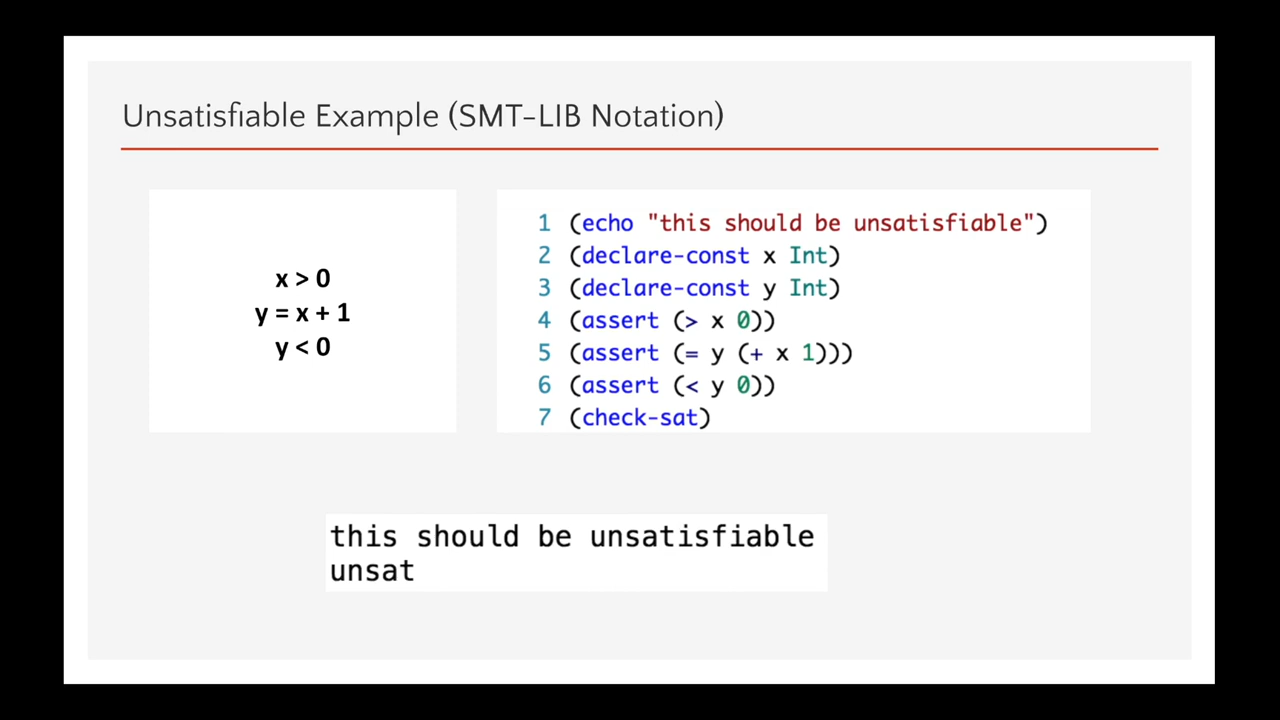 Unsatisfiable Example (SMT-LIB Notation)
x > 0
y = x + 1
y < 0
1 (echo "this should be unsatisfiable")
2 (declare-const x Int)
3 (declare-const y Int)
4 (assert (> x 0))
5 (assert (= y (+ x 1)))
6 (assert (< y 0))
7 (check-sat)
this should be unsatisfiable
unsat